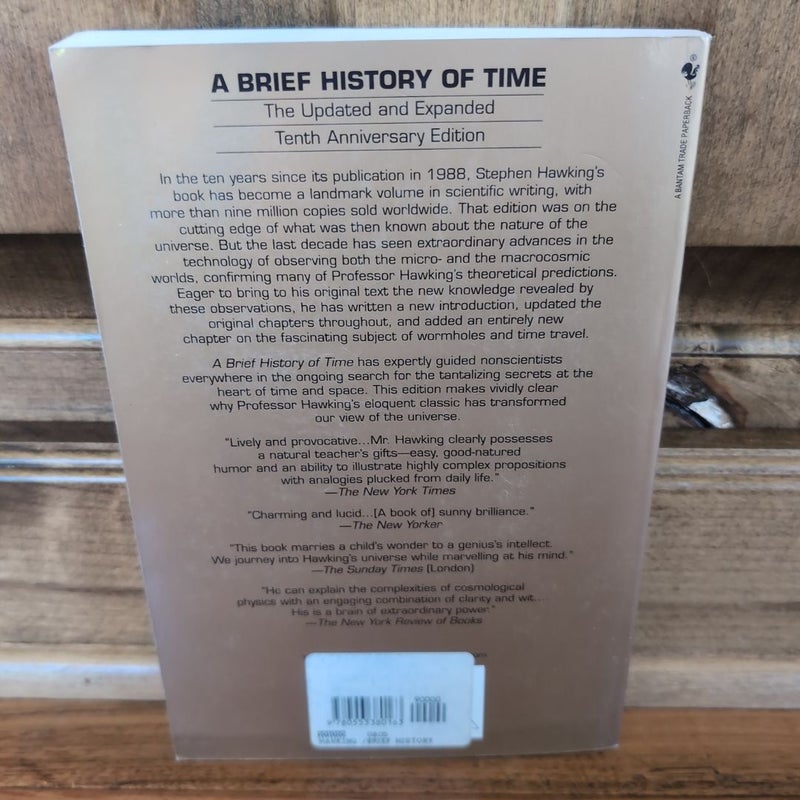 A BRIEF HISTORY OF TIME
The Updated and Expanded
Tenth Anniversary Edition
In the ten years since its publication in 1988, Stephen Hawking's
book has become a landmark volume in scientific writing, with
more than nine million copies sold worldwide. That edition was on the
cutting edge of what was then known about the nature of the
universe. But the last decade has seen extraordinary advances in the
technology of observing both the micro- and the macrocosmic
worlds, confirming many of Professor Hawking's theoretical predictions.
Eager to bring to his original text the new knowledge revealed by
these observations, he has written a new introduction, updated the
original chapters throughout, and added an entirely new
chapter on the fascinating subject of wormholes and time travel.
A Brief History of Time has expertly guided nonscientists
everywhere in the ongoing search for the tantalizing secrets at the
heart of time and space. This edition makes vividly clear
why Professor Hawking's eloquent classic has transformed
our view of the universe.
"Lively and provocative...Mr. Hawking clearly possesses
a natural teacher's gifts—easy, good-natured
humor and an ability to illustrate highly complex propositions
with analogies plucked from daily life."
—The New York Times
"Charming and lucid...[A book of] sunny brilliance."
—The New Yorker
"This book marries a child's wonder to a genius's intellect.
We journey into Hawking's universe while marvelling at his mind."
—The Sunday Times (London)
"He can explain the complexities of cosmological
physics with an engaging combination of clarity and wit....
His is a brain of extraordinary power."
—The New York Review of Books
A BANTAM TRADE PAPERBACK
90000
9 780553 380163
HAWKING /BRIEF HISTORY